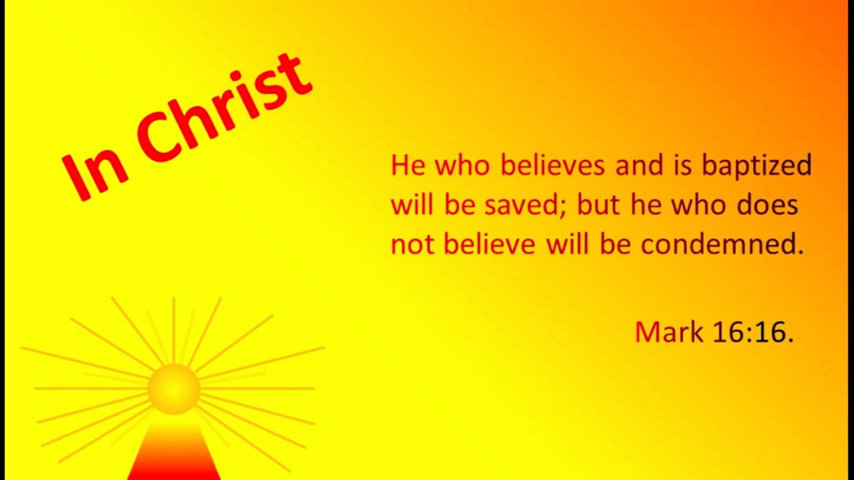 In Christ
He who believes and is baptized
will be saved; but he who does
not believe will be condemned.
Mark 16:16.